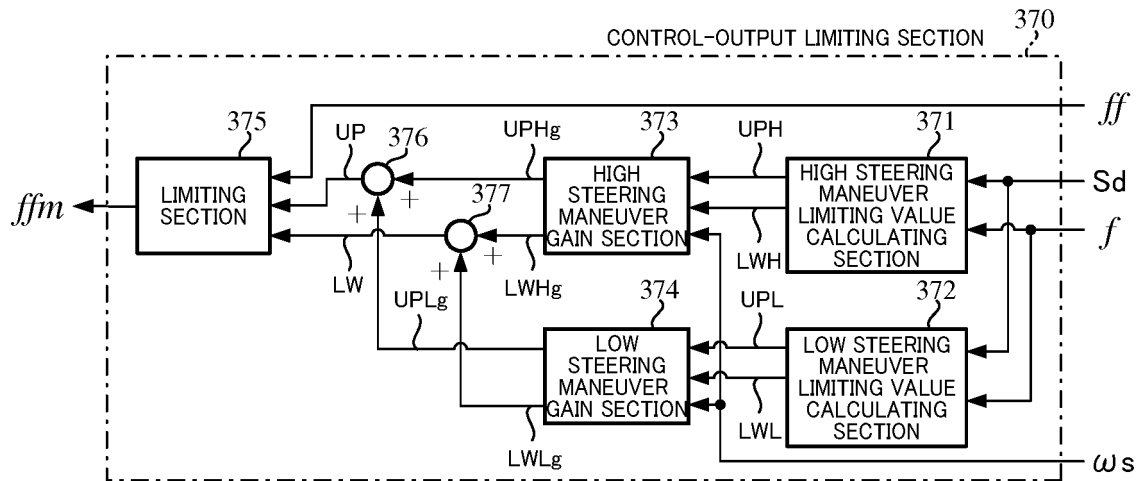 CONTROL-OUTPUT LIMITING SECTION
370
ff
375
UP
376
UPHg
373
UPH
371
LIMITING
SECTION
HIGH
STEERING
MANEUVER
GAIN SECTION
HIGH STEERING
MANEUVER
LIMITING VALUE
CALCULATING
SECTION
Sd
f
ffm
377
+
+
+
+
LW
LWHg
LWH
UPLg
374
UPL
372
LOW
STEERING
MANEUVER
GAIN SECTION
LOW STEERING
MANEUVER
LIMITING VALUE
CALCULATING
SECTION
LWLg
LWL
ωs